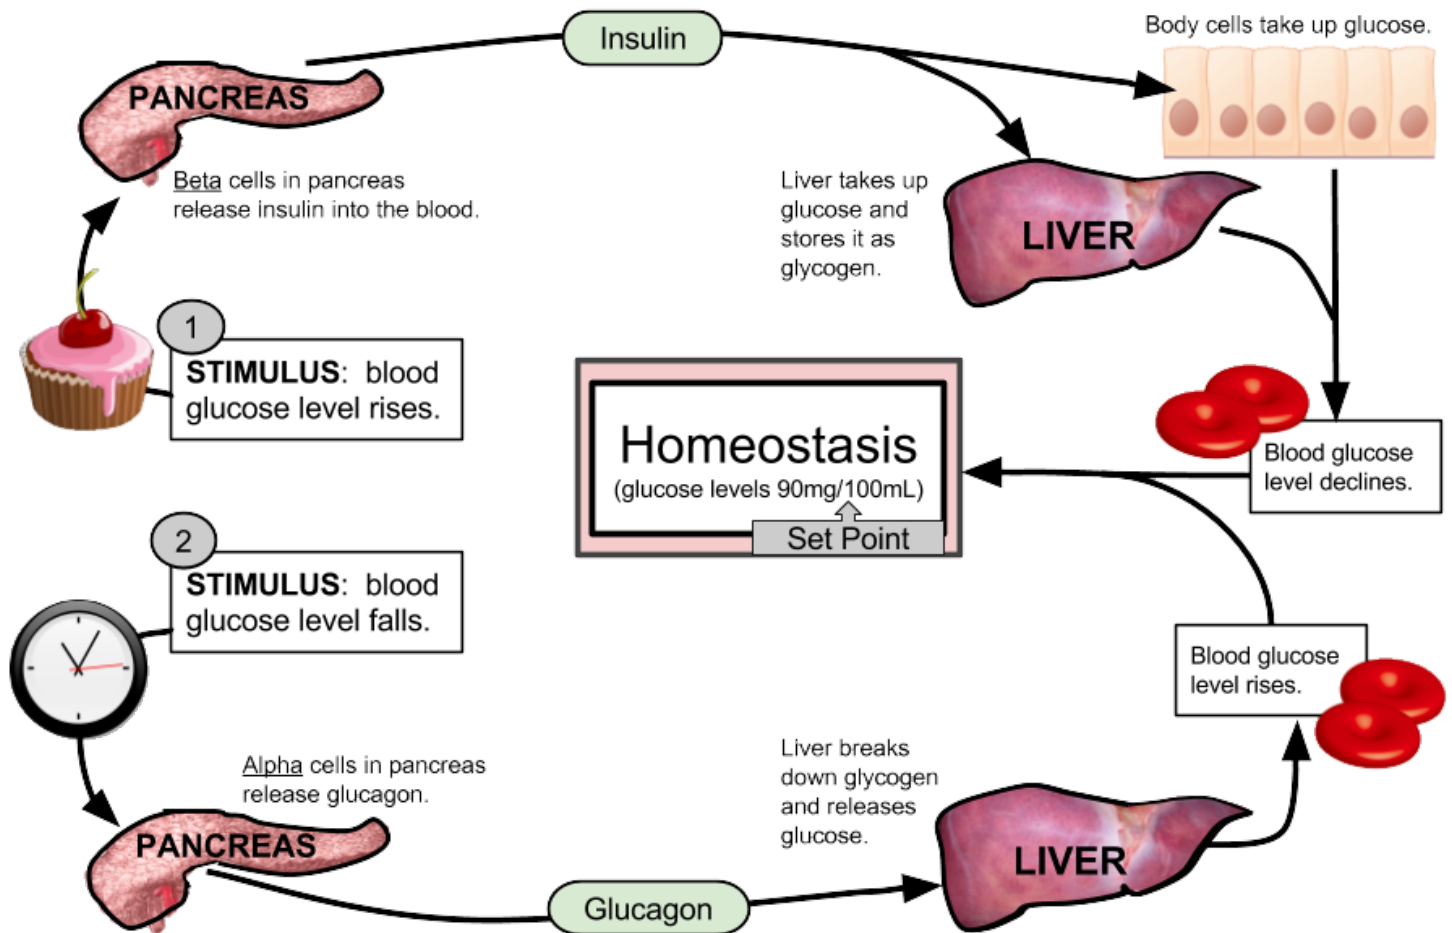 Insulin
Body cells take up glucose.
PANCREAS
Beta cells in pancreas
release insulin into the blood.
Liver takes up
glucose and
stores it as
glycogen.
LIVER
1
STIMULUS: blood
glucose level rises.
Homeostasis
(glucose levels 90mg/100mL)
Set Point
Blood glucose
level declines.
2
STIMULUS: blood
glucose level falls.
Blood glucose
level rises.
Alpha cells in pancreas
release glucagon.
PANCREAS
Liver breaks
down glycogen
and releases
glucose.
LIVER
Glucagon